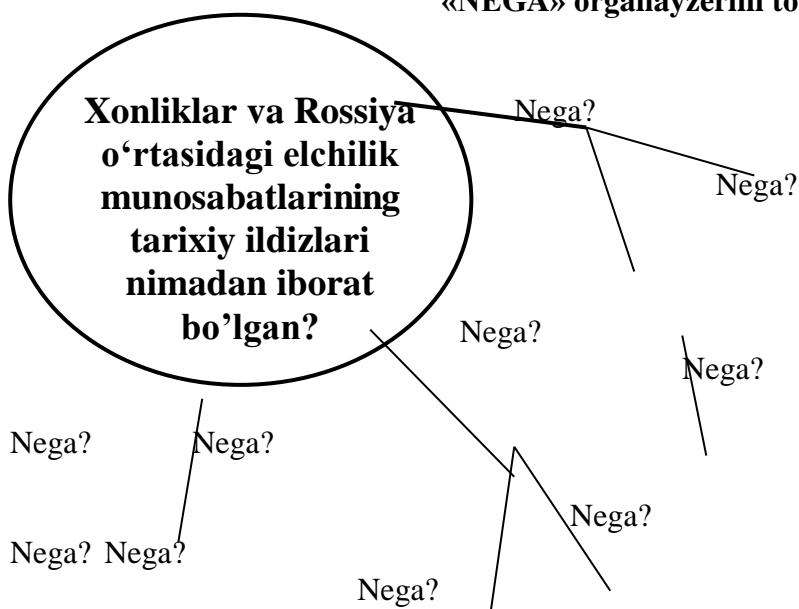 «NEGA» organayzerini to
Xonliklar va Rossiya
o‘rtasidagi elchilik
munosabatlarining
tarixiy ildizlari
nimadan iborat
bo’lgan?
Nega?
Nega?
Nega?
Nega?
Nega? Nega?
Nega?
Nega? Nega?
Nega?